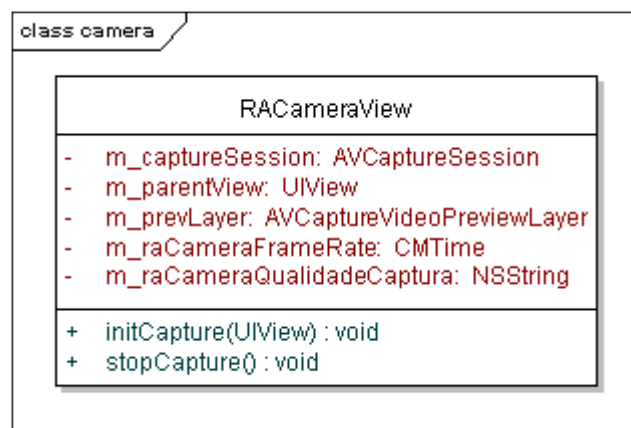 class camera
RACameraView
- m_captureSession: AVCaptureSession
- m_parentView: UIView
- m_prevLayer: AVCaptureVideoPreviewLayer
- m_raCameraFrameRate: CMTime
- m_raCameraQualidadeCaptura: NSString
+ initCapture(UIView) : void
+ stopCapture() : void